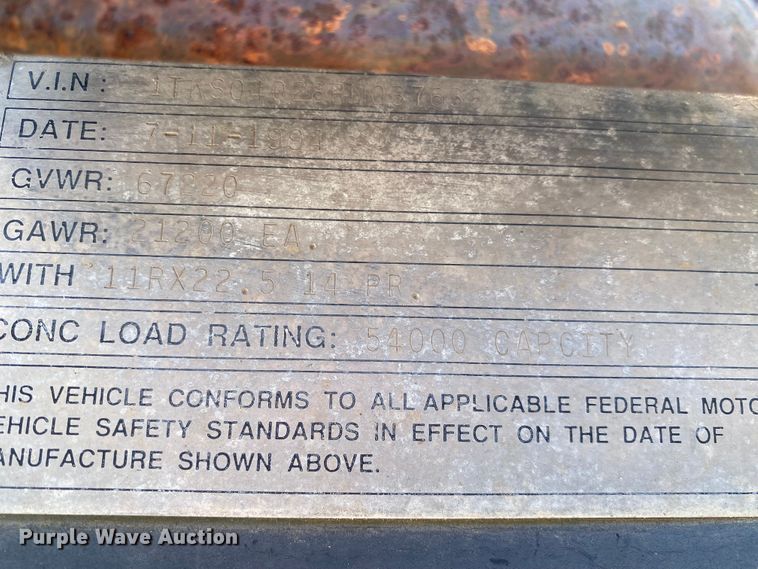 V.I.N :
DATE: 7-11-1994
GVWR: 67220
GAWR: 21200 EA.
WITH 11RX22.5 14 PR.
CONC LOAD RATING: 54000 CAPCITY
HIS VEHICLE CONFORMS TO ALL APPLICABLE FEDERAL MOTO
EHICLE SAFETY STANDARDS IN EFFECT ON THE DATE OF
ANUFACTURE SHOWN ABOVE.
Purple Wave Auction